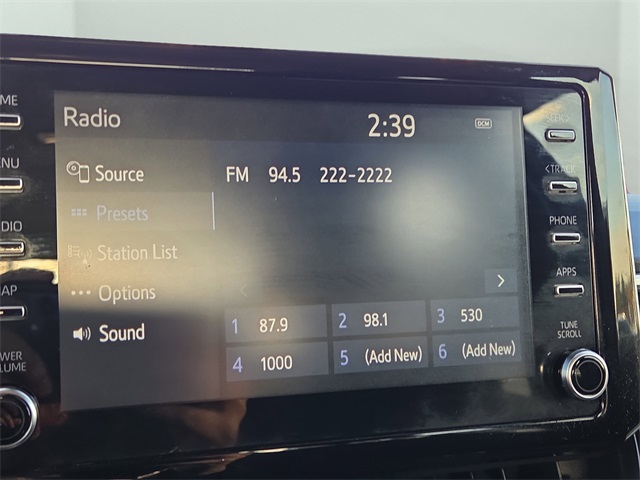 Radio 2:39 DCM
Source FM 94.5 222-2222
Presets
Station List
Options
Sound
1 87.9 2 98.1 3 530
4 1000 5 (Add New) 6 (Add New)
TRACK
PHONE
APPS
TUNE
SCROLL